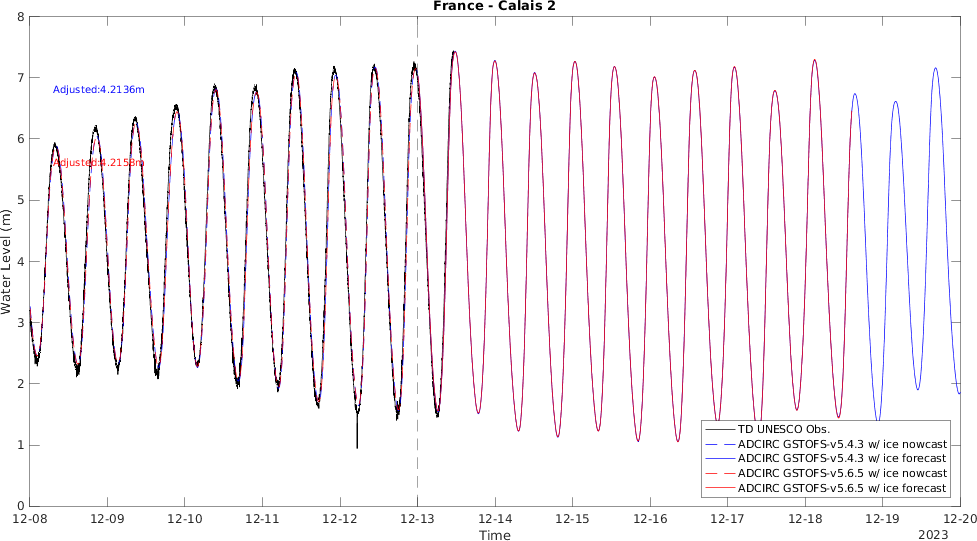 France - Calais 2
8
7
6
5
4
3
2
1
0
Water Level (m)
Adjusted:4.2136m
Adjusted:4.2158m
TD UNESCO Obs.
ADCIRC GSTOFS-v5.4.3 w/ ice nowcast
ADCIRC GSTOFS-v5.4.3 w/ ice forecast
ADCIRC GSTOFS-v5.6.5 w/ ice nowcast
ADCIRC GSTOFS-v5.6.5 w/ ice forecast
12-08 12-09 12-10 12-11 12-12 12-13 12-14 12-15 12-16 12-17 12-18 12-19 12-20
Time
2023